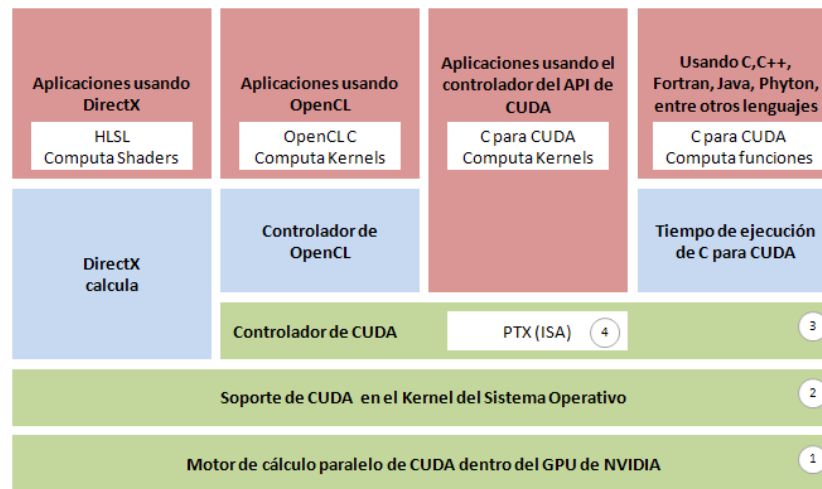 Aplicaciones usando
DirectX
HLSL
Computa Shaders
Aplicaciones usando
OpenCL
OpenCL C
Computa Kernels
Aplicaciones usando el
controlador del API de
CUDA
C para CUDA
Computa Kernels
Usando C,C++,
Fortran, Java, Phyton,
entre otros lenguajes
C para CUDA
Computa funciones
DirectX
calcula
Controlador de
OpenCL
Tiempo de ejecución
de C para CUDA
Controlador de CUDA
PTX (ISA)
4
3
Soporte de CUDA en el Kernel del Sistema Operativo
2
Motor de cálculo paralelo de CUDA dentro del GPU de NVIDIA
1